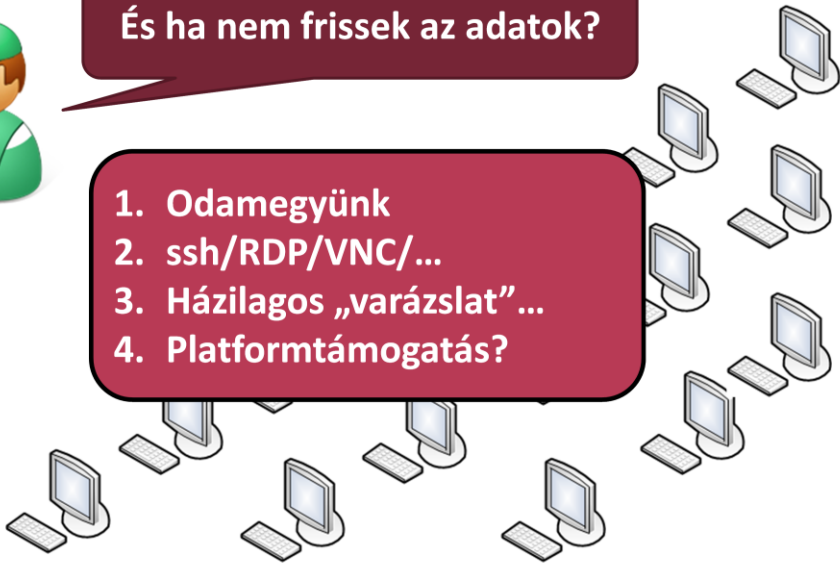 És ha nem frissek az adatok?
1. Odamegyünk
2. ssh/RDP/VNC/…
3. Házilagos „varázslat”…
4. Platformtámogatás?